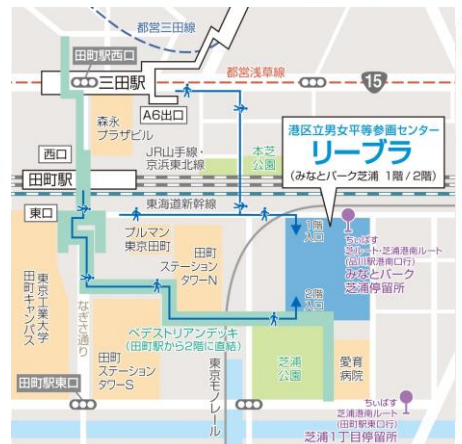 都営三田線
田町駅西口
都営浅草線
15
三田駅
A6出口
森永
プラザビル
港区立男女平等参画センター
リーブラ
(みなとパーク芝浦 1階/2階)
西口
JR山手線・
京浜東北線
本芝
公園
田町駅
東海道新幹線
東口
プルマン
東京田町
1階
入口
ちぃばす
芝ルート・芝浦港南ルート
(品川駅港南口行)
みなとパーク
芝浦停留所
田町
ステーション
タワーN
東京工業大学
田町キャンパス
なぎさ通り
2階
入口
ペデストリアンデッキ
(田町駅から2階に直結)
田町
ステーション
タワーS
東京モノレール
芝浦
公園
愛育
病院
田町駅東口
ちぃばす
芝浦港南ルート
(田町駅東口行)
芝浦1丁目停留所